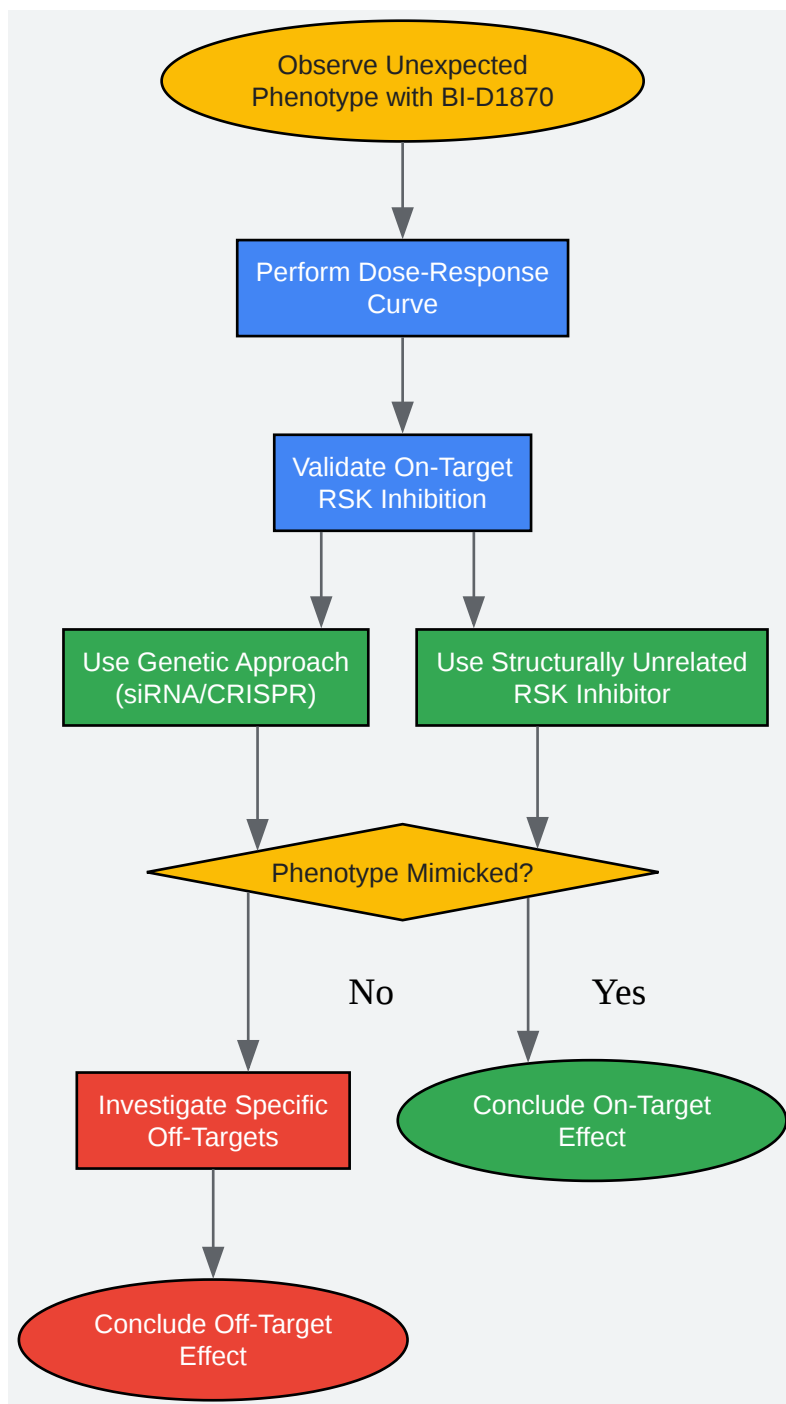 Observe Unexpected
Phenotype with BI-D1870
Perform Dose-Response
Curve
Validate On-Target
RSK Inhibition
Use Genetic Approach
(siRNA/CRISPR)
Use Structurally Unrelated
RSK Inhibitor
Phenotype Mimicked?
No
Yes
Investigate Specific
Off-Targets
Conclude On-Target
Effect
Conclude Off-Target
Effect